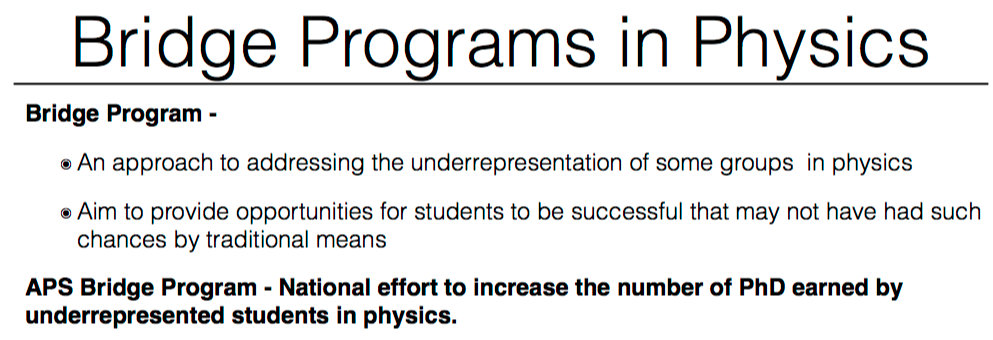 Bridge Programs in Physics
Bridge Program -
An approach to addressing the underrepresentation of some groups  in physics
Aim to provide opportunities for students to be successful that may not have had such
chances by traditional means
APS Bridge Program - National effort to increase the number of PhD earned by
underrepresented students in physics.